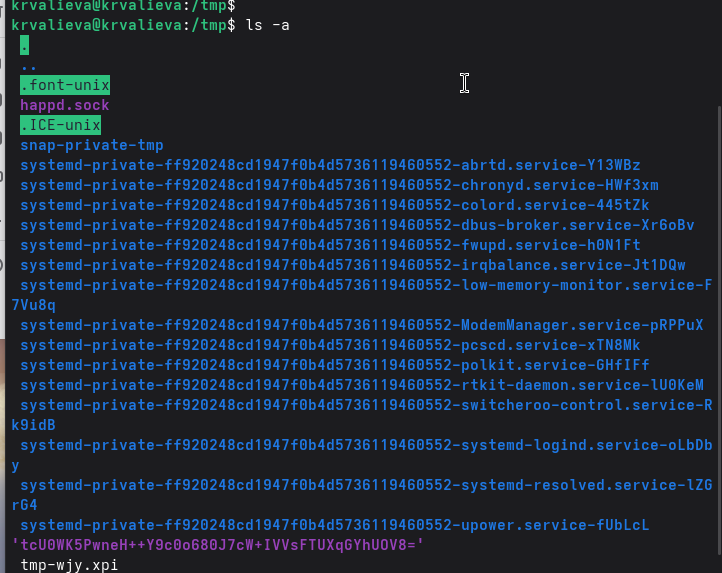 krvalieva@krvalieva:/tmp$
krvalieva@krvalieva:/tmp$ ls -a
.
..
.font-unix
happd.sock
.ICE-unix
snap-private-tmp
systemd-private-ff920248cd1947f0b4d5736119460552-abrtd.service-Y13WBz
systemd-private-ff920248cd1947f0b4d5736119460552-chronyd.service-HWf3xm
systemd-private-ff920248cd1947f0b4d5736119460552-colord.service-445tZk
systemd-private-ff920248cd1947f0b4d5736119460552-dbus-broker.service-Xr6oBv
systemd-private-ff920248cd1947f0b4d5736119460552-fwupd.service-h0N1Ft
systemd-private-ff920248cd1947f0b4d5736119460552-irqbalance.service-Jt1DQw
systemd-private-ff920248cd1947f0b4d5736119460552-low-memory-monitor.service-F
7Vu8q
systemd-private-ff920248cd1947f0b4d5736119460552-ModemManager.service-pRPPuX
systemd-private-ff920248cd1947f0b4d5736119460552-pcscd.service-xTN8Mk
systemd-private-ff920248cd1947f0b4d5736119460552-polkit.service-GHfIFf
systemd-private-ff920248cd1947f0b4d5736119460552-rtkit-daemon.service-lU0KeM
systemd-private-ff920248cd1947f0b4d5736119460552-switcheroo-control.service-R
k9idB
systemd-private-ff920248cd1947f0b4d5736119460552-systemd-logind.service-oLbDb
y
systemd-private-ff920248cd1947f0b4d5736119460552-systemd-resolved.service-lZG
rG4
systemd-private-ff920248cd1947f0b4d5736119460552-upower.service-fUbLcL
'tcU0WK5PwneH++Y9c0o680J7cW+IVVsFTUXqGYhUOV8='
tmp-wjy.xpi